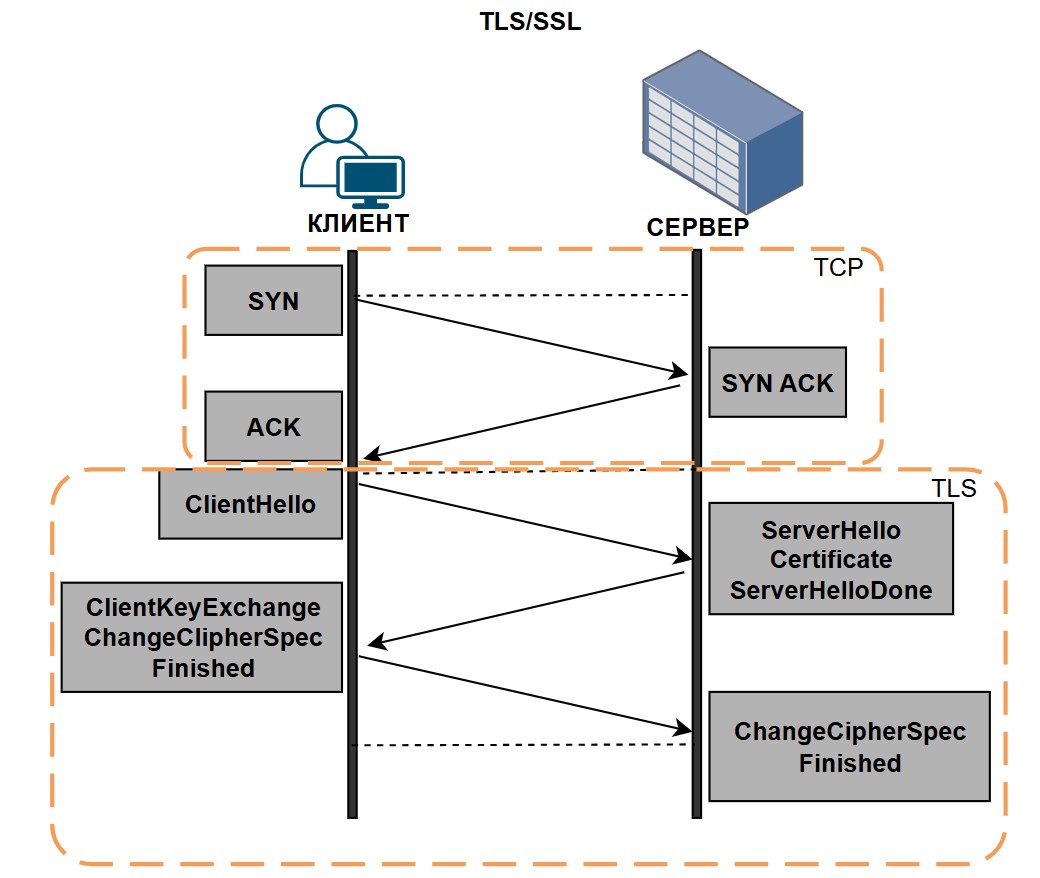 TLS/SSL
КЛИЕНТ
СЕРВЕР
TCP
SYN
SYN ACK
ACK
TLS
ClientHello
ServerHello
Certificate
ServerHelloDone
ClientKeyExchange
ChangeClipherSpec
Finished
ChangeCipherSpec
Finished